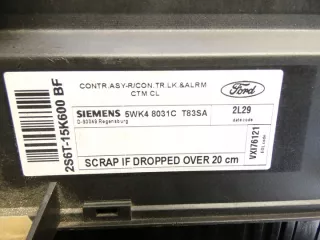 CONTR.ASY-R/CON.TR.LK.&ALRM
CTM CL
Ford
SIEMENS 5WK4 8031C T83SA
D-93049 Regensburg
2L29
date code
2S6T-15K600 BF
VXI76121
SCRAP IF DROPPED OVER 20 cm